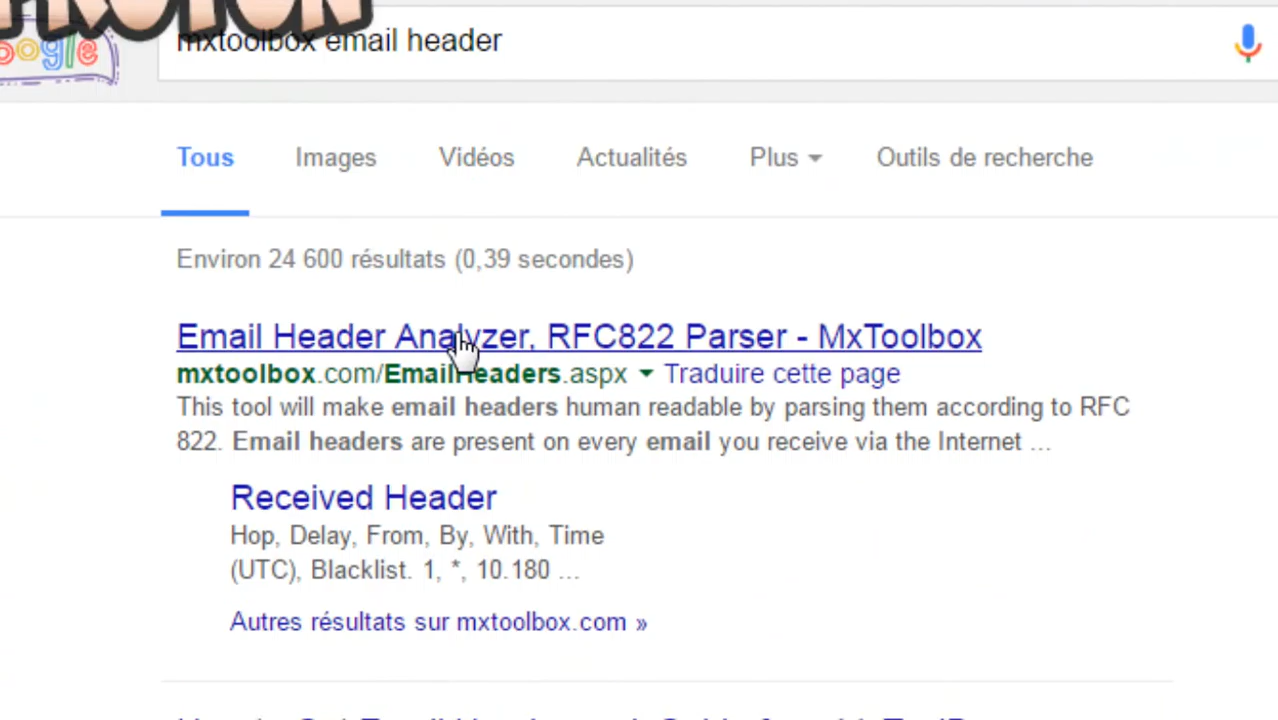 mxtoolbox email header
Tous Images Vidéos Actualités Plus Outils de recherche
Environ 24 600 résultats (0,39 secondes)
Email Header Analyzer, RFC822 Parser - MxToolbox
mxtoolbox.com/EmailHeaders.aspx Traduire cette page
This tool will make email headers human readable by parsing them according to RFC
822. Email headers are present on every email you receive via the Internet ...
Received Header
Hop, Delay, From, By, With, Time
(UTC), Blacklist. 1, *, 10.180 ...
Autres résultats sur mxtoolbox.com »